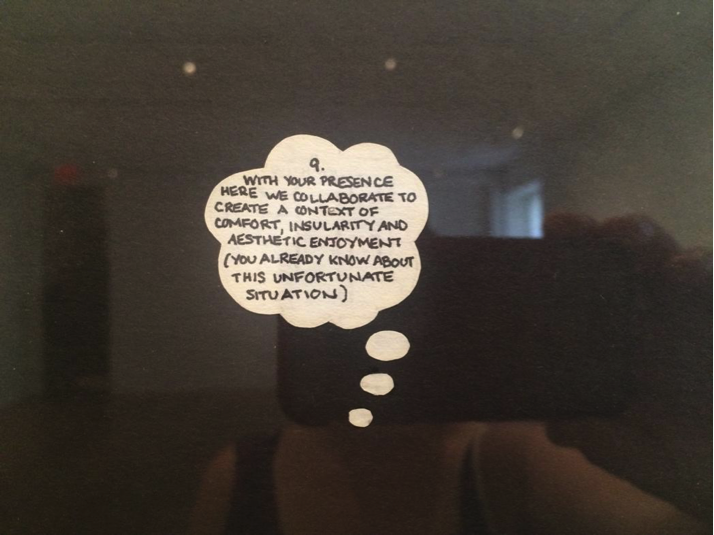 9.
WITH YOUR PRESENCE
HERE WE COLLABORATE TO
CREATE A CONTEXT OF
COMFORT, INSULARITY AND
AESTHETIC ENJOYMENT
(YOU ALREADY KNOW ABOUT
THIS UNFORTUNATE
SITUATION)